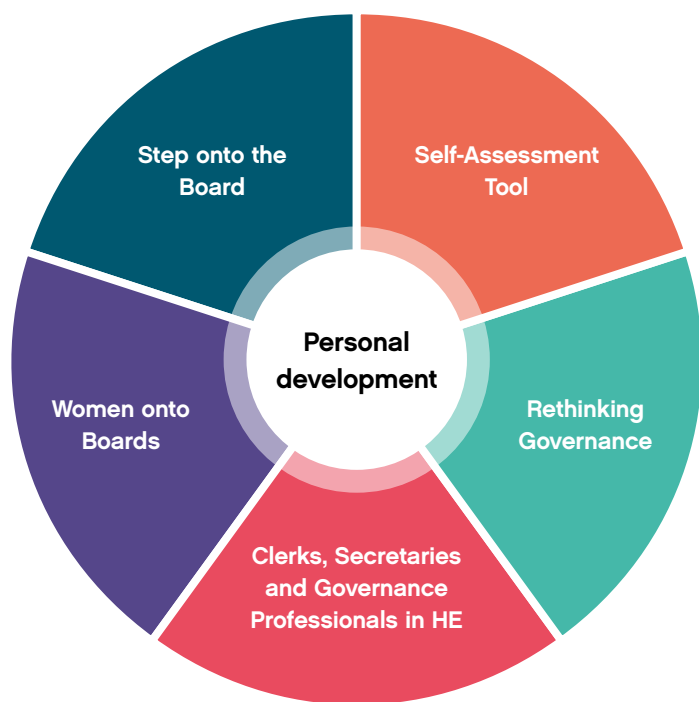 Step onto the
Board
Self-Assessment
Tool
Personal
development
Women onto
Boards
Rethinking
Governance
Clerks, Secretaries
and Governance
Professionals in HE